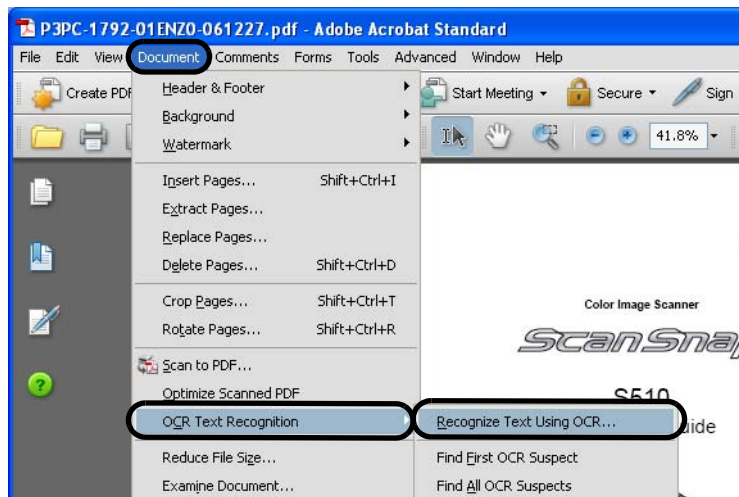 P3PC-1792-01ENZ0-061227.pdf - Adobe Acrobat Standard
File Edit View Document Comments Forms Tools Advanced Window Help
Create PDF Start Meeting Secure Sign
41.8%
Header & Footer
Background
Watermark
Insert Pages... Shift+Ctrl+I
Extract Pages...
Replace Pages...
Delete Pages... Shift+Ctrl+D
Crop Pages... Shift+Ctrl+T
Rotate Pages... Shift+Ctrl+R
Scan to PDF...
Optimize Scanned PDF
OCR Text Recognition
Reduce File Size...
Examine Document...
Recognize Text Using OCR...
Find First OCR Suspect
Find All OCR Suspects
Color Image Scanner
ScanSnap
S510
uide